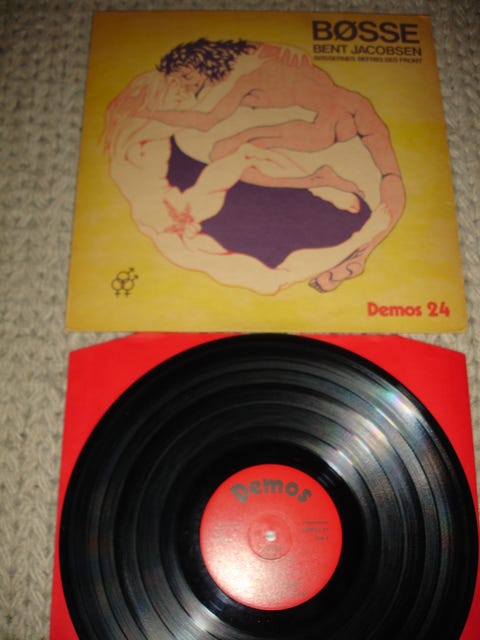 BØSSE
BENT JACOBSEN
BØSSERNES BEFRIELSES FRONT
Demos 24
Demos